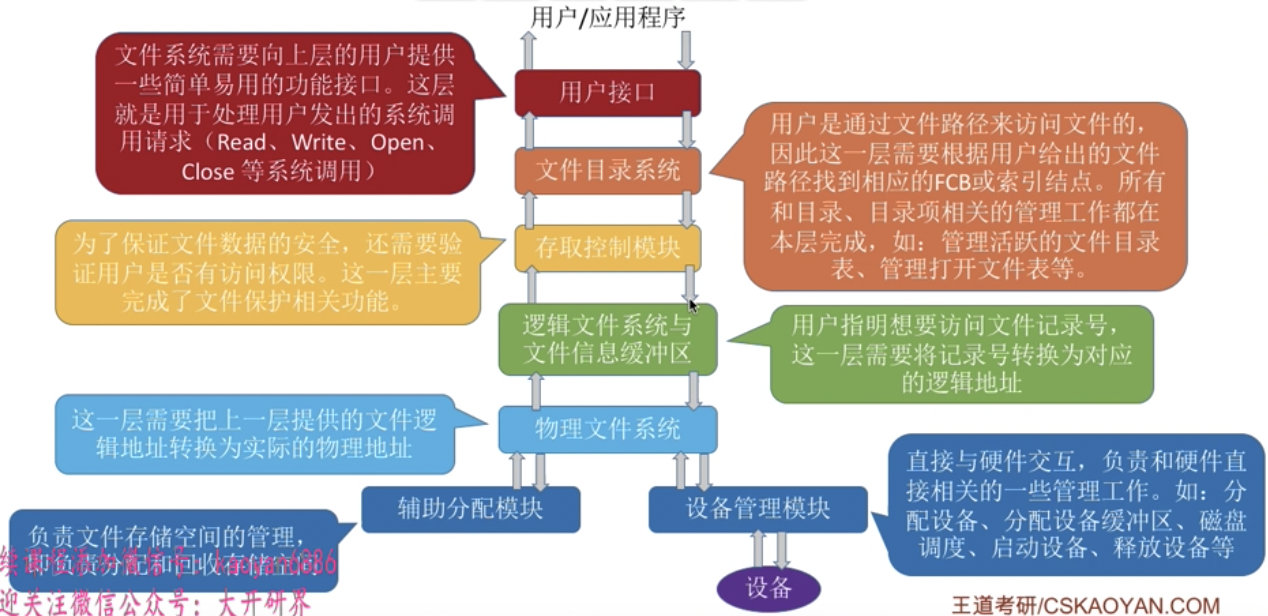 用户/应用程序
文件系统需要向上层的用户提供
一些简单易用的功能接口。这层
就是用于处理用户发出的系统调
用请求（Read、Write、Open、
Close 等系统调用）
用户接口
文件目录系统
用户是通过文件路径来访问文件的，
因此这一层需要根据用户给出的文件
路径找到相应的FCB或索引结点。所有
和目录、目录项相关的管理工作都在
本层完成，如：管理活跃的文件目录
表、管理打开文件表等。
为了保证文件数据的安全，还需要验
证用户是否有访问权限。这一层主要
完成了文件保护相关功能。
存取控制模块
逻辑文件系统与
文件信息缓冲区
用户指明想要访问文件记录号，
这一层需要将记录号转换为对应
的逻辑地址
这一层需要把上一层提供的文件逻
辑地址转换为实际的物理地址
物理文件系统
辅助分配模块
设备管理模块
直接与硬件交互，负责和硬件直
接相关的一些管理工作。如：分
配设备、分配设备缓冲区、磁盘
调度、启动设备、释放设备等
负责文件存储空间的管理，
即负责分配和回收存储空间
设备
迎关注微信公众号：大开研界
王道考研/CSKAOYAN.COM